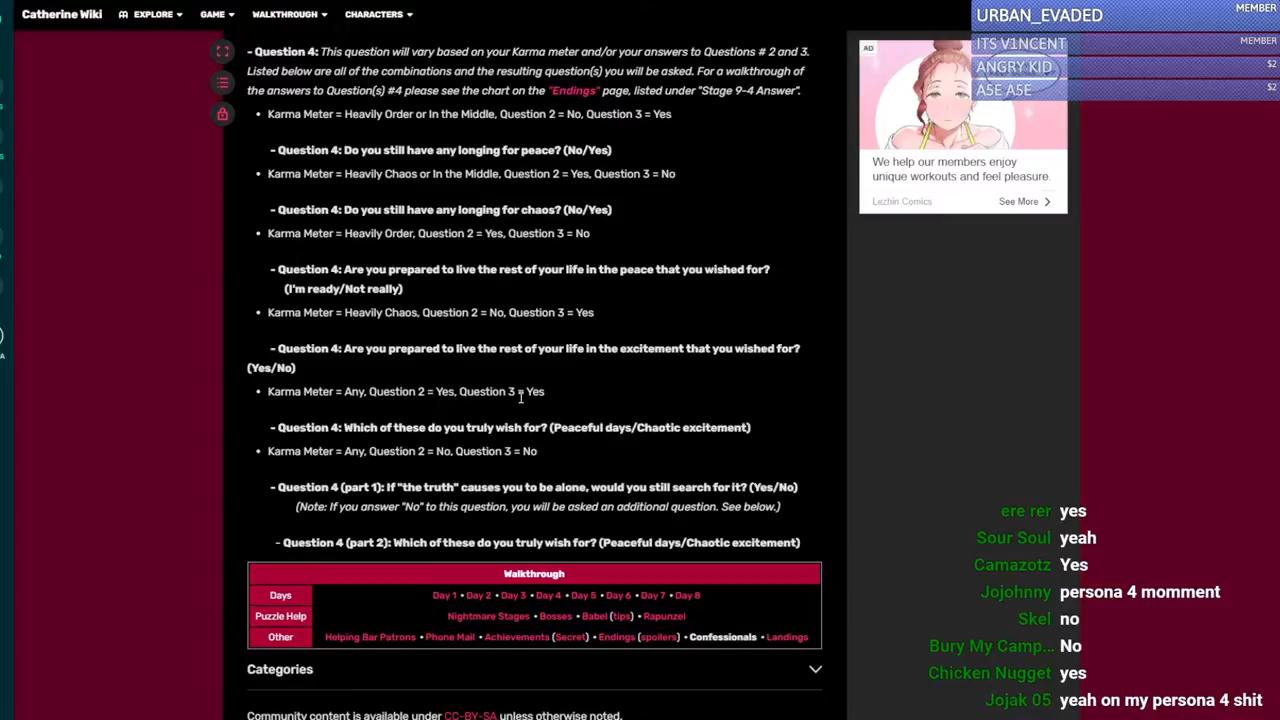 Catherine Wiki EXPLORE GAME WALKTHROUGH CHARACTERS
- Question 4: This question will vary based on your Karma meter and/or your answers to Questions # 2 and 3.
Listed below are all of the combinations and the resulting question(s) you will be asked. For a walkthrough of
the answers to Question(s) #4 please see the chart on the "Endings" page, listed under "Stage 9-4 Answer".
• Karma Meter = Heavily Order or In the Middle, Question 2 = No, Question 3 = Yes
- Question 4: Do you still have any longing for peace? (No/Yes)
• Karma Meter = Heavily Chaos or In the Middle, Question 2 = Yes, Question 3 = No
- Question 4: Do you still have any longing for chaos? (No/Yes)
• Karma Meter = Heavily Order, Question 2 = Yes, Question 3 = No
- Question 4: Are you prepared to live the rest of your life in the peace that you wished for?
(I'm ready/Not really)
• Karma Meter = Heavily Chaos, Question 2 = No, Question 3 = Yes
- Question 4: Are you prepared to live the rest of your life in the excitement that you wished for?
(Yes/No)
• Karma Meter = Any, Question 2 = Yes, Question 3 = Yes
- Question 4: Which of these do you truly wish for? (Peaceful days/Chaotic excitement)
• Karma Meter = Any, Question 2 = No, Question 3 = No
- Question 4 (part 1): If "the truth" causes you to be alone, would you still search for it? (Yes/No)
(Note: If you answer "No" to this question, you will be asked an additional question. See below.)
- Question 4 (part 2): Which of these do you truly wish for? (Peaceful days/Chaotic excitement)
Walkthrough
Days Day 1 • Day 2 • Day 3 • Day 4 • Day 5 • Day 6 • Day 7 • Day 8
Puzzle Help Nightmare Stages • Bosses • Babel (tips) • Rapunzel
Other Helping Bar Patrons • Phone Mail • Achievements (Secret) • Endings (spoilers) • Confessionals • Landings
Categories
Community content is available under CC-BY-SA unless otherwise noted.
AD
We help our members enjoy
unique workouts and feel pleasure.
Lezhin Comics See More
URBAN_EVADED MEMBER
ITS V1NCENT MEMBER
ANGRY KID $2
A5E A5E $2
ere rer yes
Sour Soul yeah
Camazotz Yes
Jojohnny persona 4 momment
Skel no
Bury My Camp... No
Chicken Nugget yes
Jojak 05 yeah on my persona 4 shit